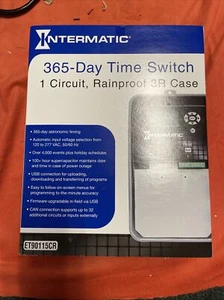 INTERMATIC®
365-Day Time Switch
1 Circuit, Rainproof 3R Case
• 365-day astronomic timing
• Automatic input voltage selection from
120 to 277 VAC, 50/60 Hz
• Over 4,000 events plus holiday schedules
• 100+ hour supercapacitor maintains date
and time in case of power outage
• USB connection for uploading,
downloading and transferring of programs
• Easy to follow on-screen menus for
programming to the minute accuracy
• Firmware-upgradable in-field via USB
• CAN connection supports up to 32
additional circuits or inputs externally
ET90115CR